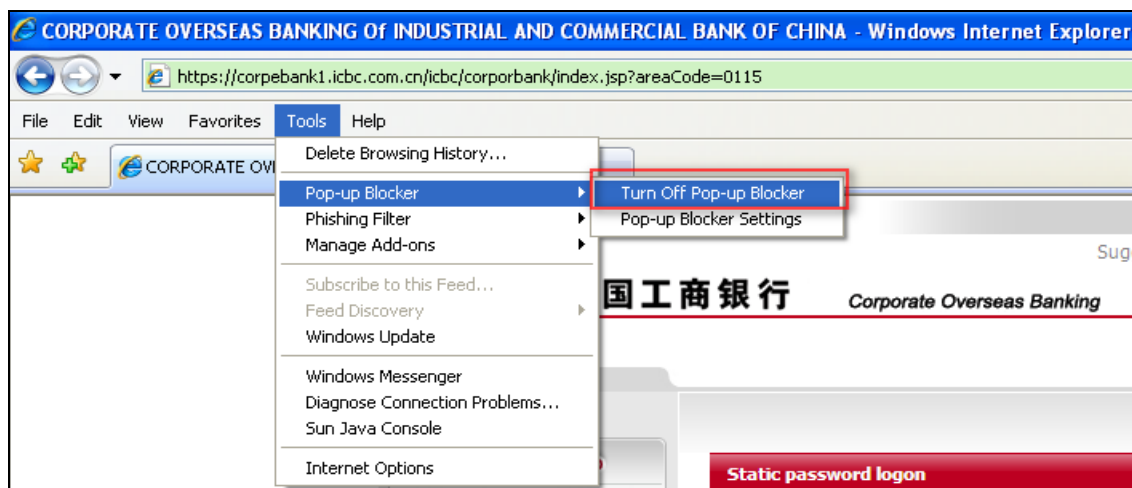 CORPORATE OVERSEAS BANKING Of INDUSTRIAL AND COMMERCIAL BANK OF CHINA - Windows Internet Explorer
https://corpebank1.icbc.com.cn/icbc/corporbank/index.jsp?areaCode=0115
File Edit View Favorites Tools Help
CORPORATE OVE
Delete Browsing History...
Pop-up Blocker
Turn Off Pop-up Blocker
Phishing Filter
Pop-up Blocker Settings
Manage Add-ons
Subscribe to this Feed...
Feed Discovery
Windows Update
Windows Messenger
Diagnose Connection Problems...
Sun Java Console
Internet Options
Sug
国工商银行 Corporate Overseas Banking
Static password logon